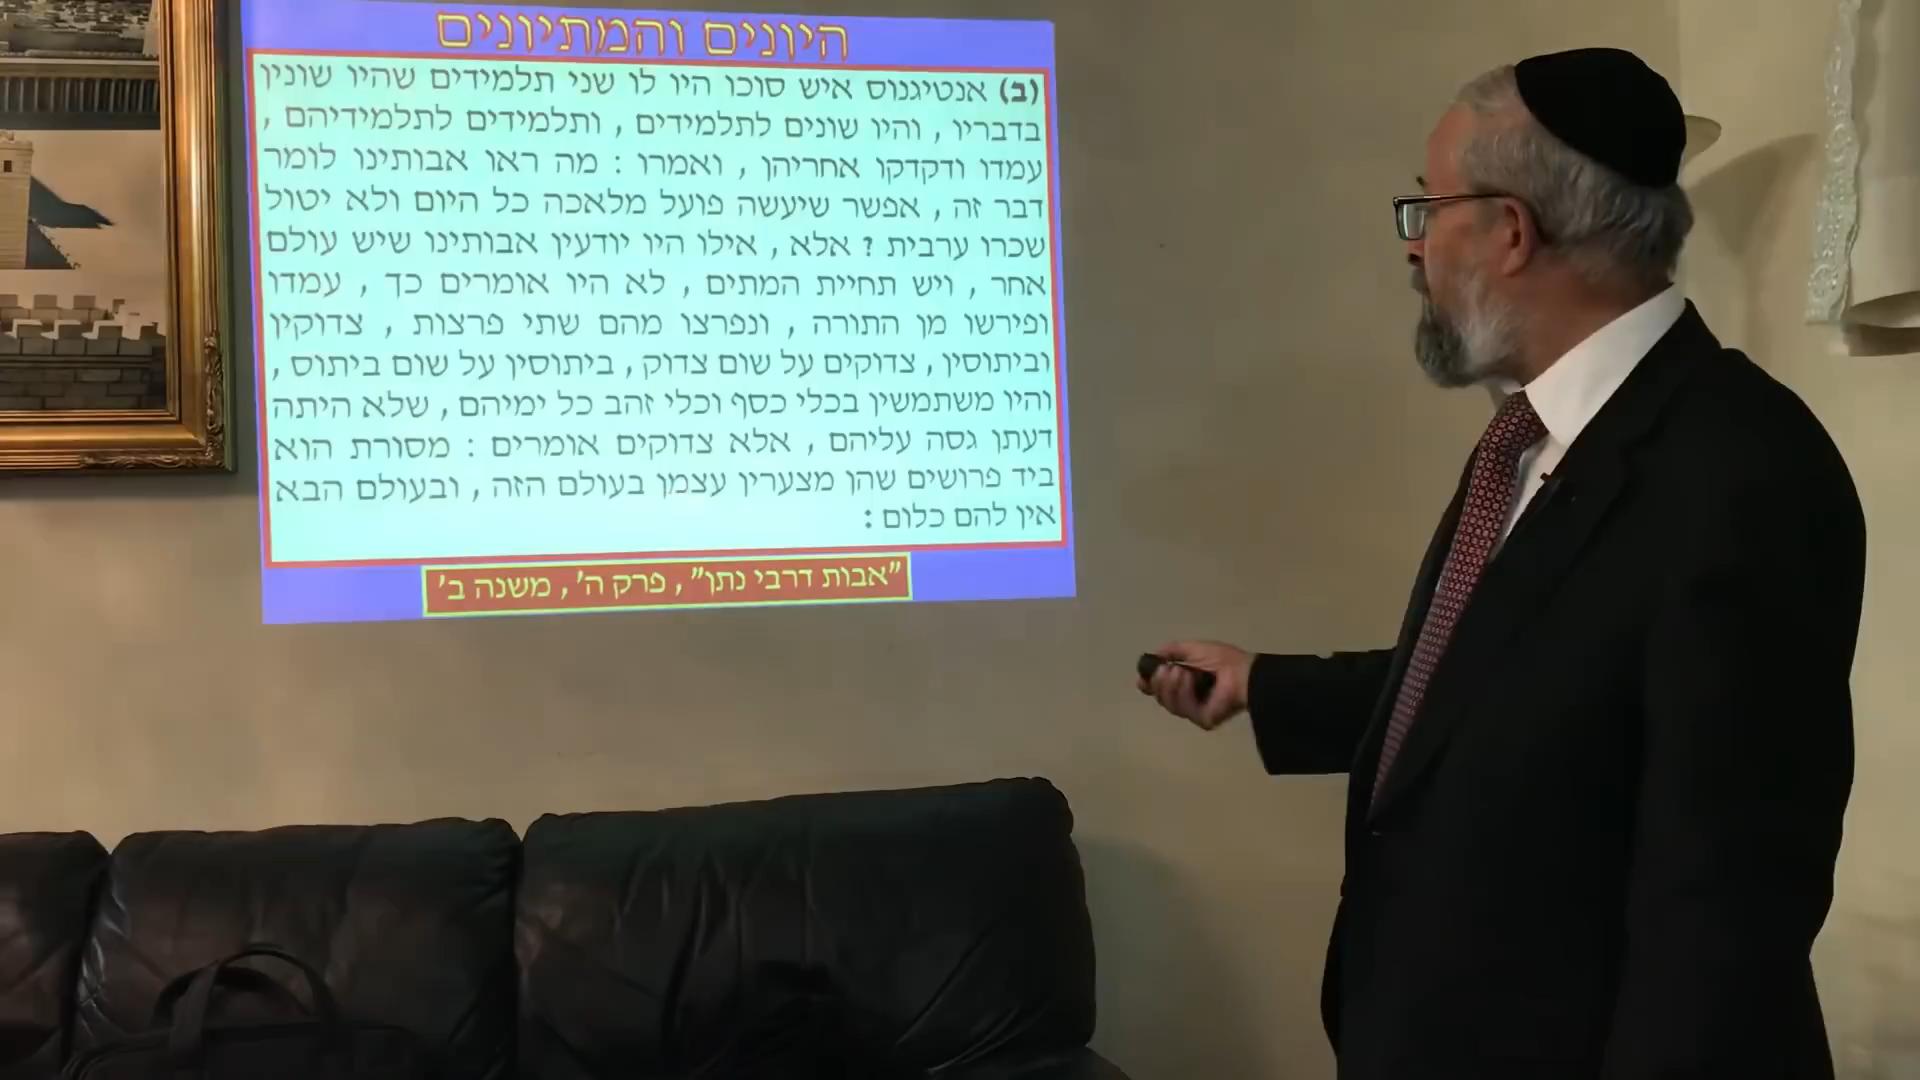 היונים והמתיונים
(ב) אנטיגנוס איש סוכו היו לו שני תלמידים שהיו שונין
בדבריו , והיו שונים לתלמידים , ותלמידים לתלמידיהם ,
עמדו ודקדקו אחריהן , ואמרו : מה ראו אבותינו לומר
דבר זה , אפשר שיעשה פועל מלאכה כל היום ולא יטול
שכרו ערבית ? אלא , אילו היו יודעין אבותינו שיש עולם
אחר , ויש תחיית המתים , לא היו אומרים כך , עמדו
ופירשו מן התורה , ונפרצו מהם שתי פרצות , צדוקין
וביתוסין , צדוקים על שום צדוק , ביתוסין על שום ביתוס ,
והיו משתמשין בכלי כסף וכלי זהב כל ימיהם , שלא היתה
דעתן גסה עליהם , אלא צדוקים אומרים : מסורת הוא
ביד פרושים שהן מצערין עצמן בעולם הזה , ובעולם הבא
אין להם כלום :
"אבות דרבי נתן" , פרק ה' , משנה ב'